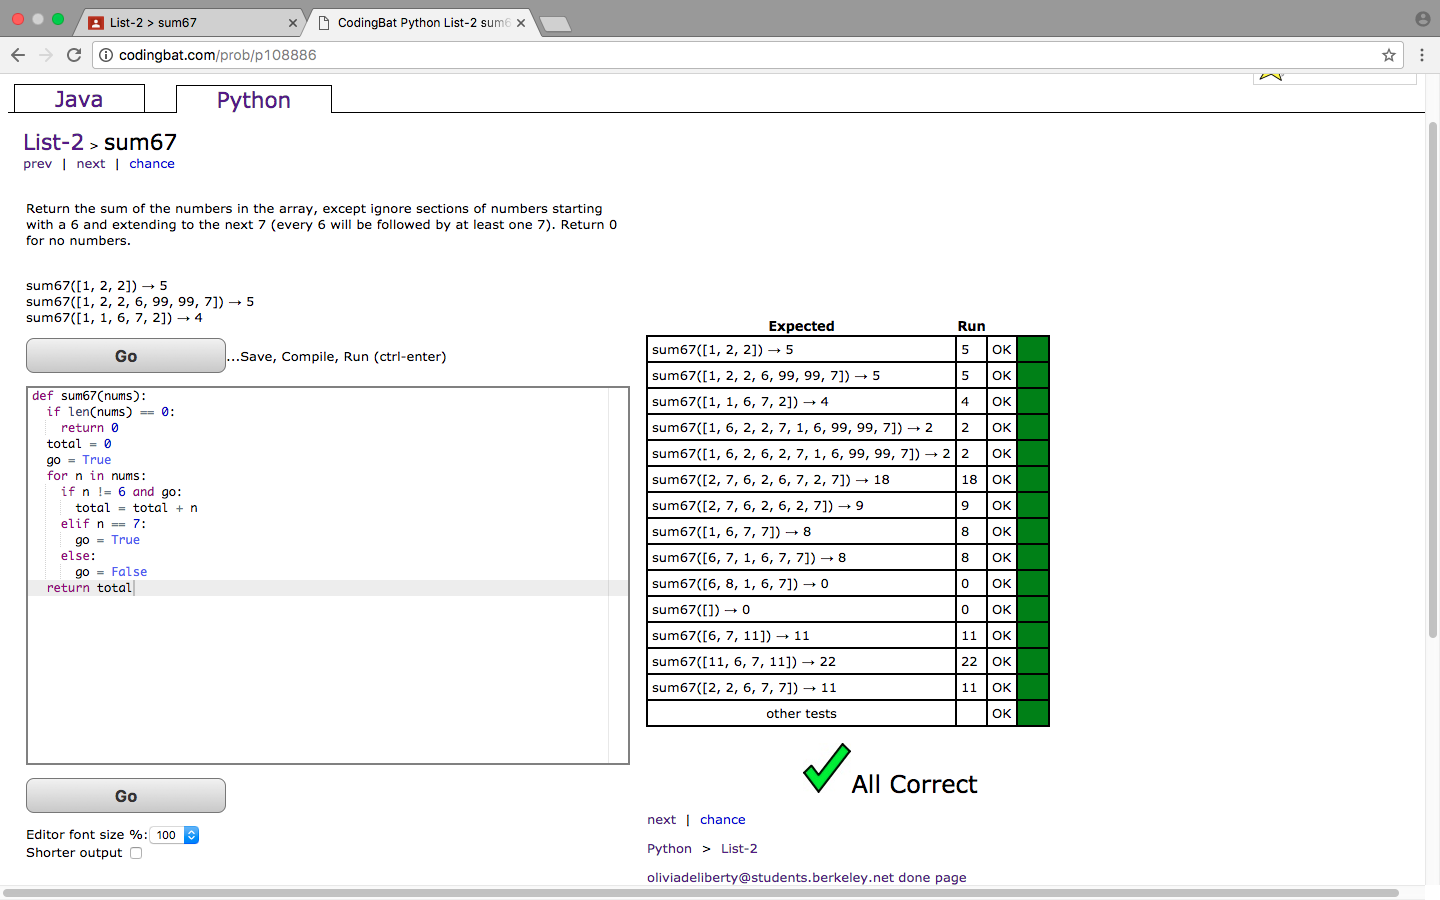 List-2 > sum67
CodingBat Python List-2 sum6
codingbat.com/prob/p108886
Java
Python
List-2 > sum67
prev | next | chance
Return the sum of the numbers in the array, except ignore sections of numbers starting
with a 6 and extending to the next 7 (every 6 will be followed by at least one 7). Return 0
for no numbers.
sum67([1, 2, 2]) → 5
sum67([1, 2, 2, 6, 99, 99, 7]) → 5
sum67([1, 1, 6, 7, 2]) → 4
Go
...Save, Compile, Run (ctrl-enter)
def sum67(nums):
  if len(nums) == 0:
    return 0
  total = 0
  go = True
  for n in nums:
    if n != 6 and go:
      total = total + n
    elif n == 7:
      go = True
    else:
      go = False
  return total
Go
Editor font size %: 100
Shorter output
Expected Run
sum67([1, 2, 2]) → 5 5 OK
sum67([1, 2, 2, 6, 99, 99, 7]) → 5 5 OK
sum67([1, 1, 6, 7, 2]) → 4 4 OK
sum67([1, 6, 2, 2, 7, 1, 6, 99, 99, 7]) → 2 2 OK
sum67([1, 6, 2, 6, 2, 7, 1, 6, 99, 99, 7]) → 2 2 OK
sum67([2, 7, 6, 2, 6, 7, 2, 7]) → 18 18 OK
sum67([2, 7, 6, 2, 6, 2, 7]) → 9 9 OK
sum67([1, 6, 7, 7]) → 8 8 OK
sum67([6, 7, 1, 6, 7, 7]) → 8 8 OK
sum67([6, 8, 1, 6, 7]) → 0 0 OK
sum67([]) → 0 0 OK
sum67([6, 7, 11]) → 11 11 OK
sum67([11, 6, 7, 11]) → 22 22 OK
sum67([2, 2, 6, 7, 7]) → 11 11 OK
other tests OK
All Correct
next | chance
Python > List-2
oliviadeliberty@students.berkeley.net done page